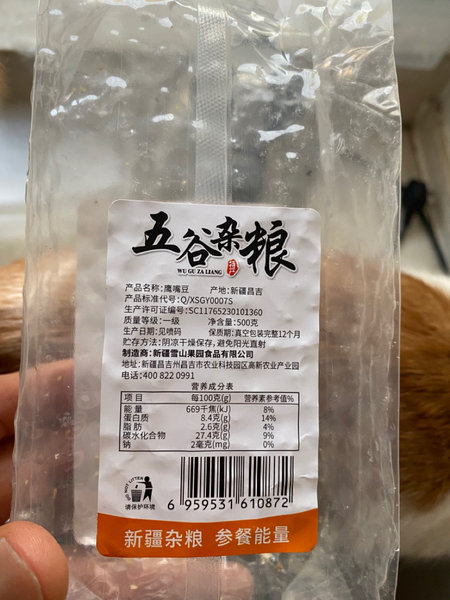 五谷杂粮
WU GU ZA LIANG
产品名称:鹰嘴豆 产地:新疆昌吉
产品标准代号:Q/XSGY0007S
生产许可证编号:SC11765230101360
质量等级:一级 净含量:500克
生产日期:见喷码 保质期:真空包装完整12个月
贮存方法:阴凉干燥保存,避免阳光直射
制造商:新疆雪山果园食品有限公司
地址:新疆昌吉州昌吉市农业科技园区高新农业产业园
电话:400 822 0991
营养成分表
项目 每100克(g) 营养素参考值%
能量 669千焦(kJ) 8%
蛋白质 8.4克(g) 14%
脂肪 2.6克(g) 4%
碳水化合物 27.4克(g) 9%
钠 2毫克(mg) 0%
DO NOT LITTER
请保护环境
6 959531 610872
新疆杂粮 参餐能量